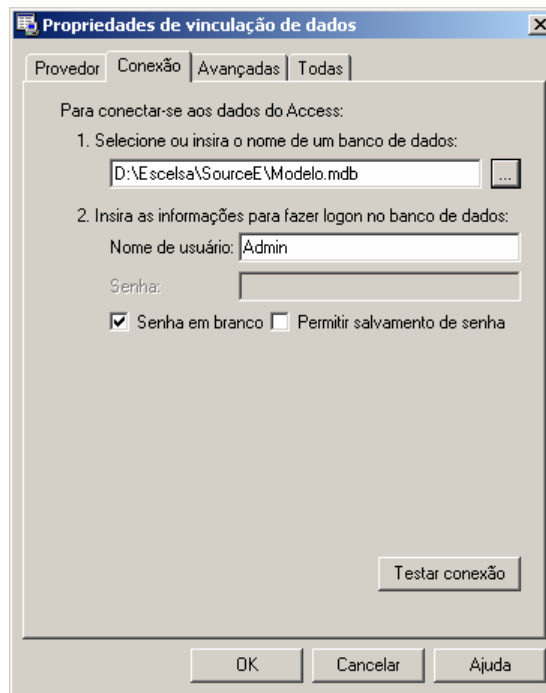 Propriedades de vinculação de dados
Provedor Conexão Avançadas Todas
Para conectar-se aos dados do Access:
1. Selecione ou insira o nome de um banco de dados:
D:\Escelsa\SourceE\Modelo.mdb ...
2. Insira as informações para fazer logon no banco de dados:
Nome de usuário: Admin
Senha:
Senha em branco Permitir salvamento de senha
Testar conexão
OK Cancelar Ajuda